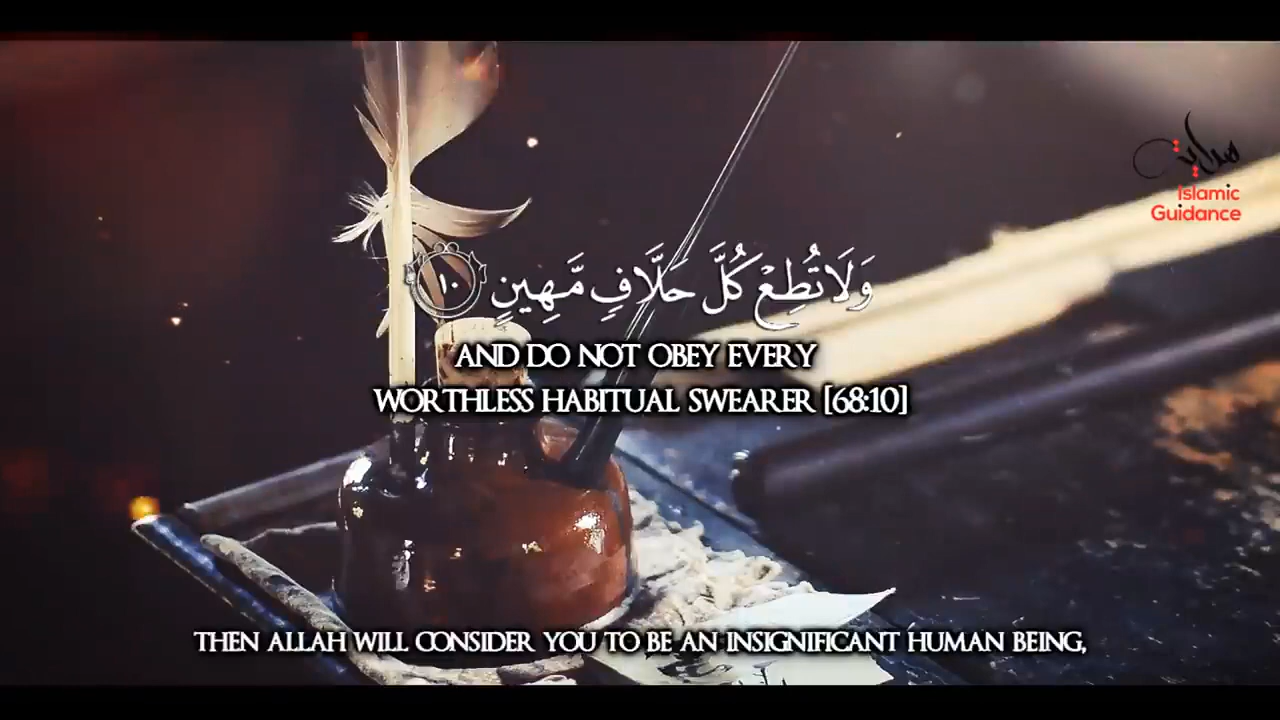 هداية
Islamic
Guidance
وَلَا تُطِعْ كُلَّ حَلَّافٍ مَّهِينٍ ١٠
AND DO NOT OBEY EVERY
WORTHLESS HABITUAL SWEARER [68:10]
THEN ALLAH WILL CONSIDER YOU TO BE AN INSIGNIFICANT HUMAN BEING,